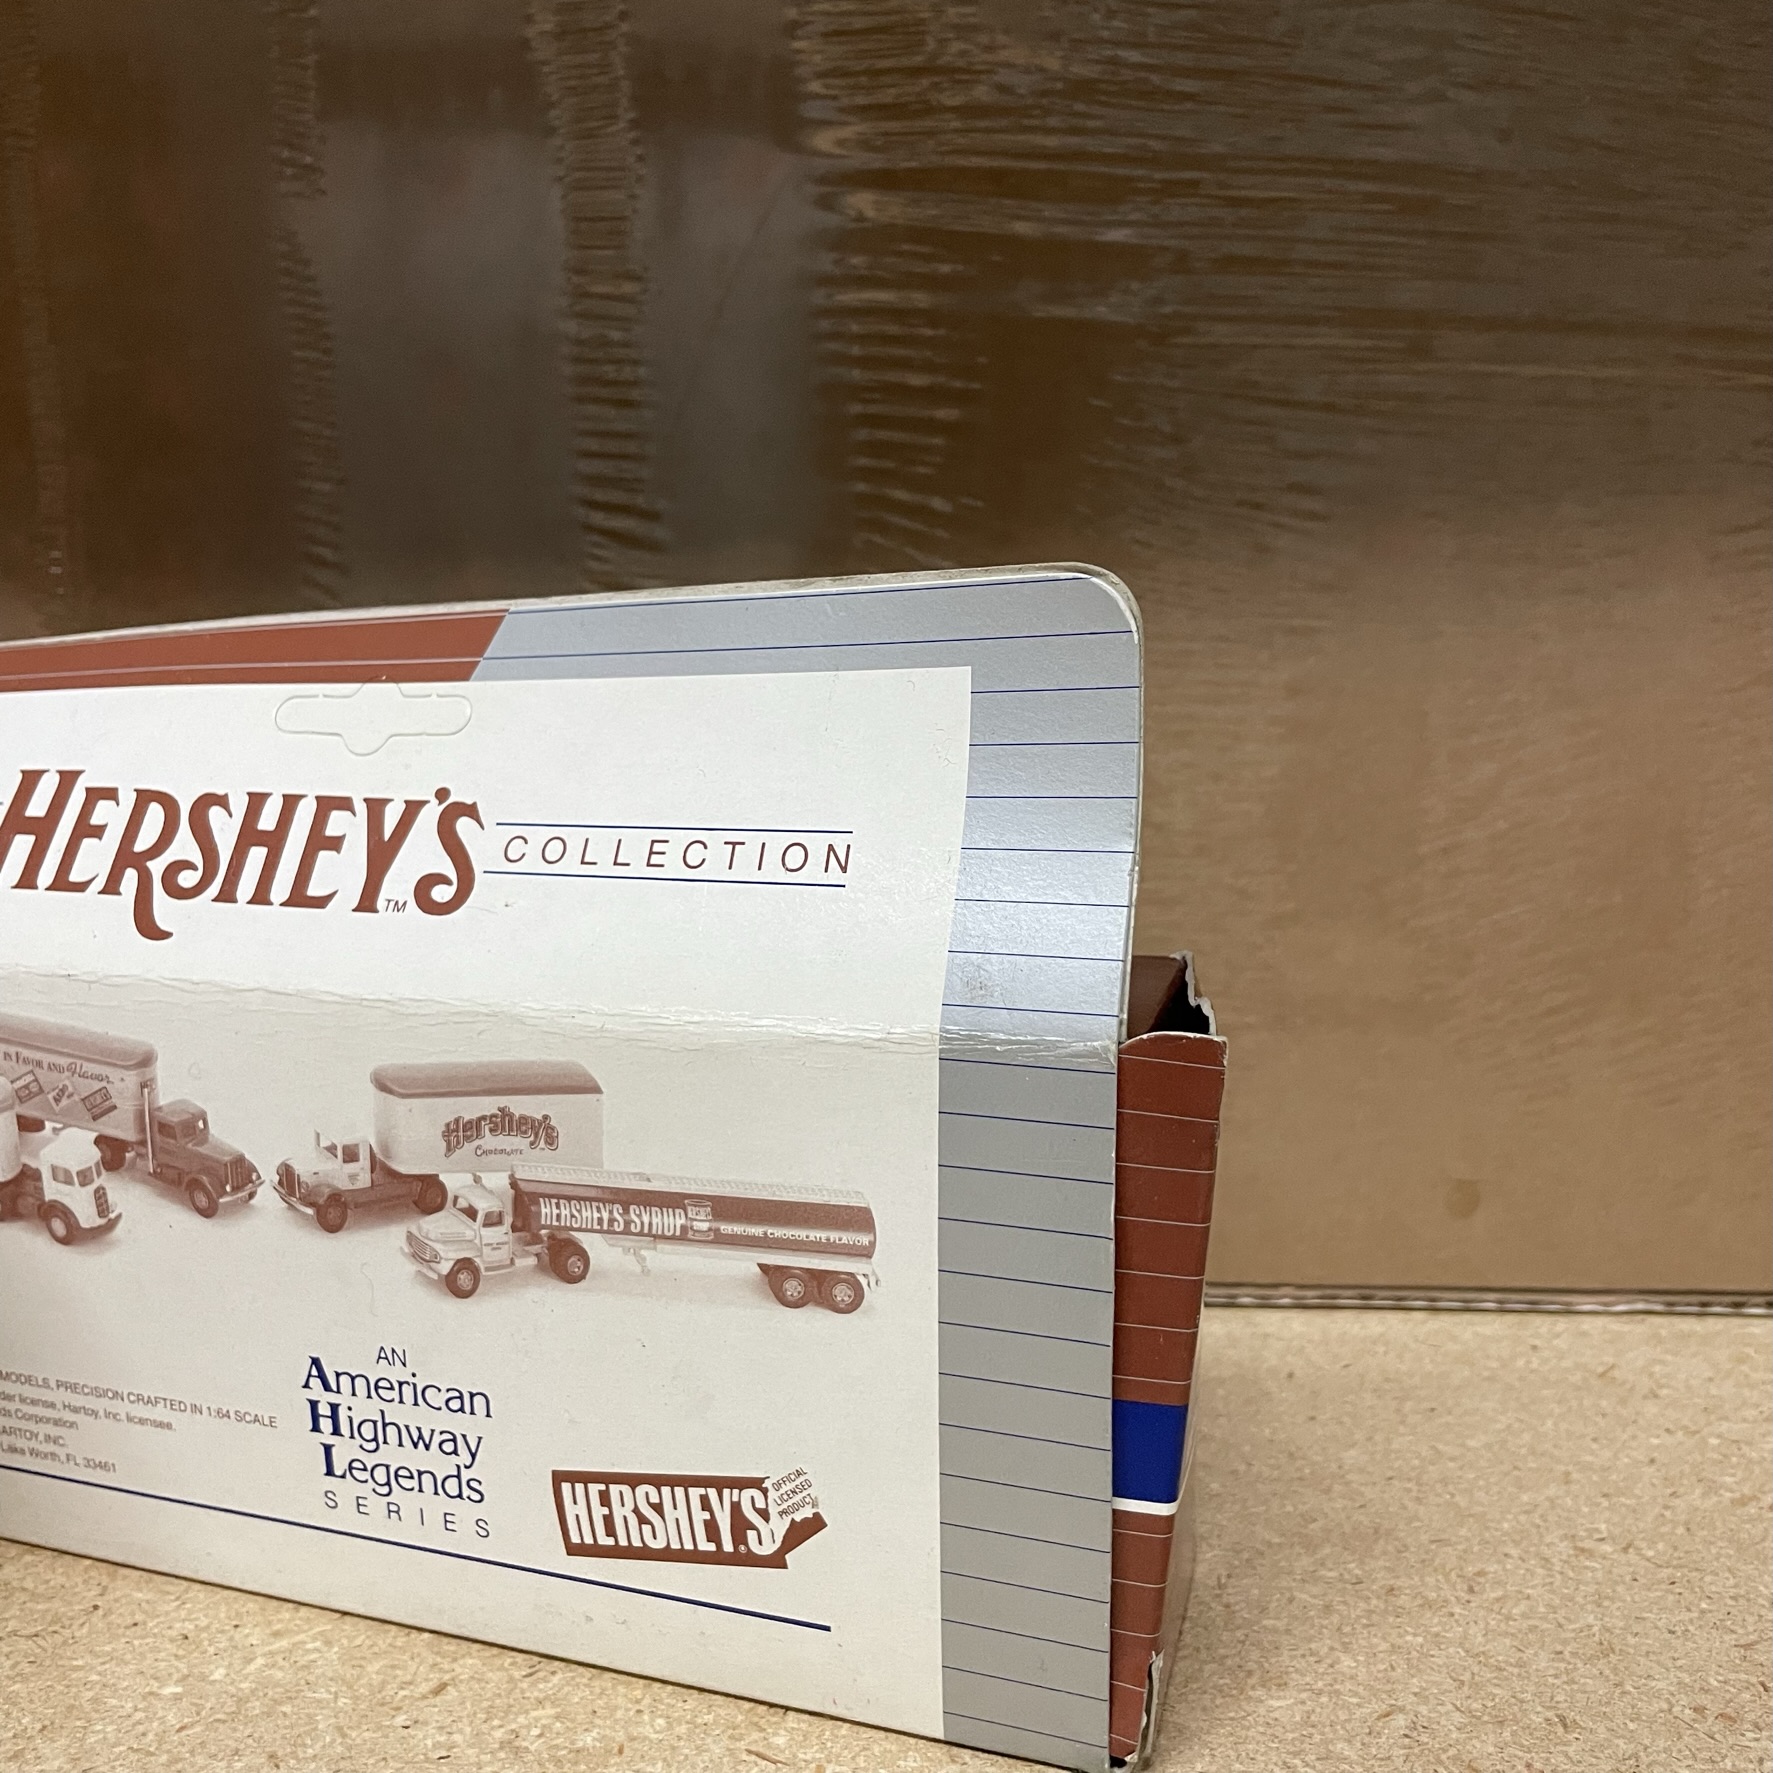 HERSHEY'S COLLECTION
TM
IN FAVOR AND Flavor
Hershey's
CHOCOLATE
HERSHEY'S SYRUP GENUINE CHOCOLATE FLAVOR
MODELS, PRECISION CRAFTED IN 1:64 SCALE
der license, Hartoy, Inc. licensee.
ds Corporation
ARTOY, INC.
Lake Worth, FL 33461
AN
American
Highway
Legends
SERIES
HERSHEY'S®
OFFICIAL
LICENSED
PRODUCT